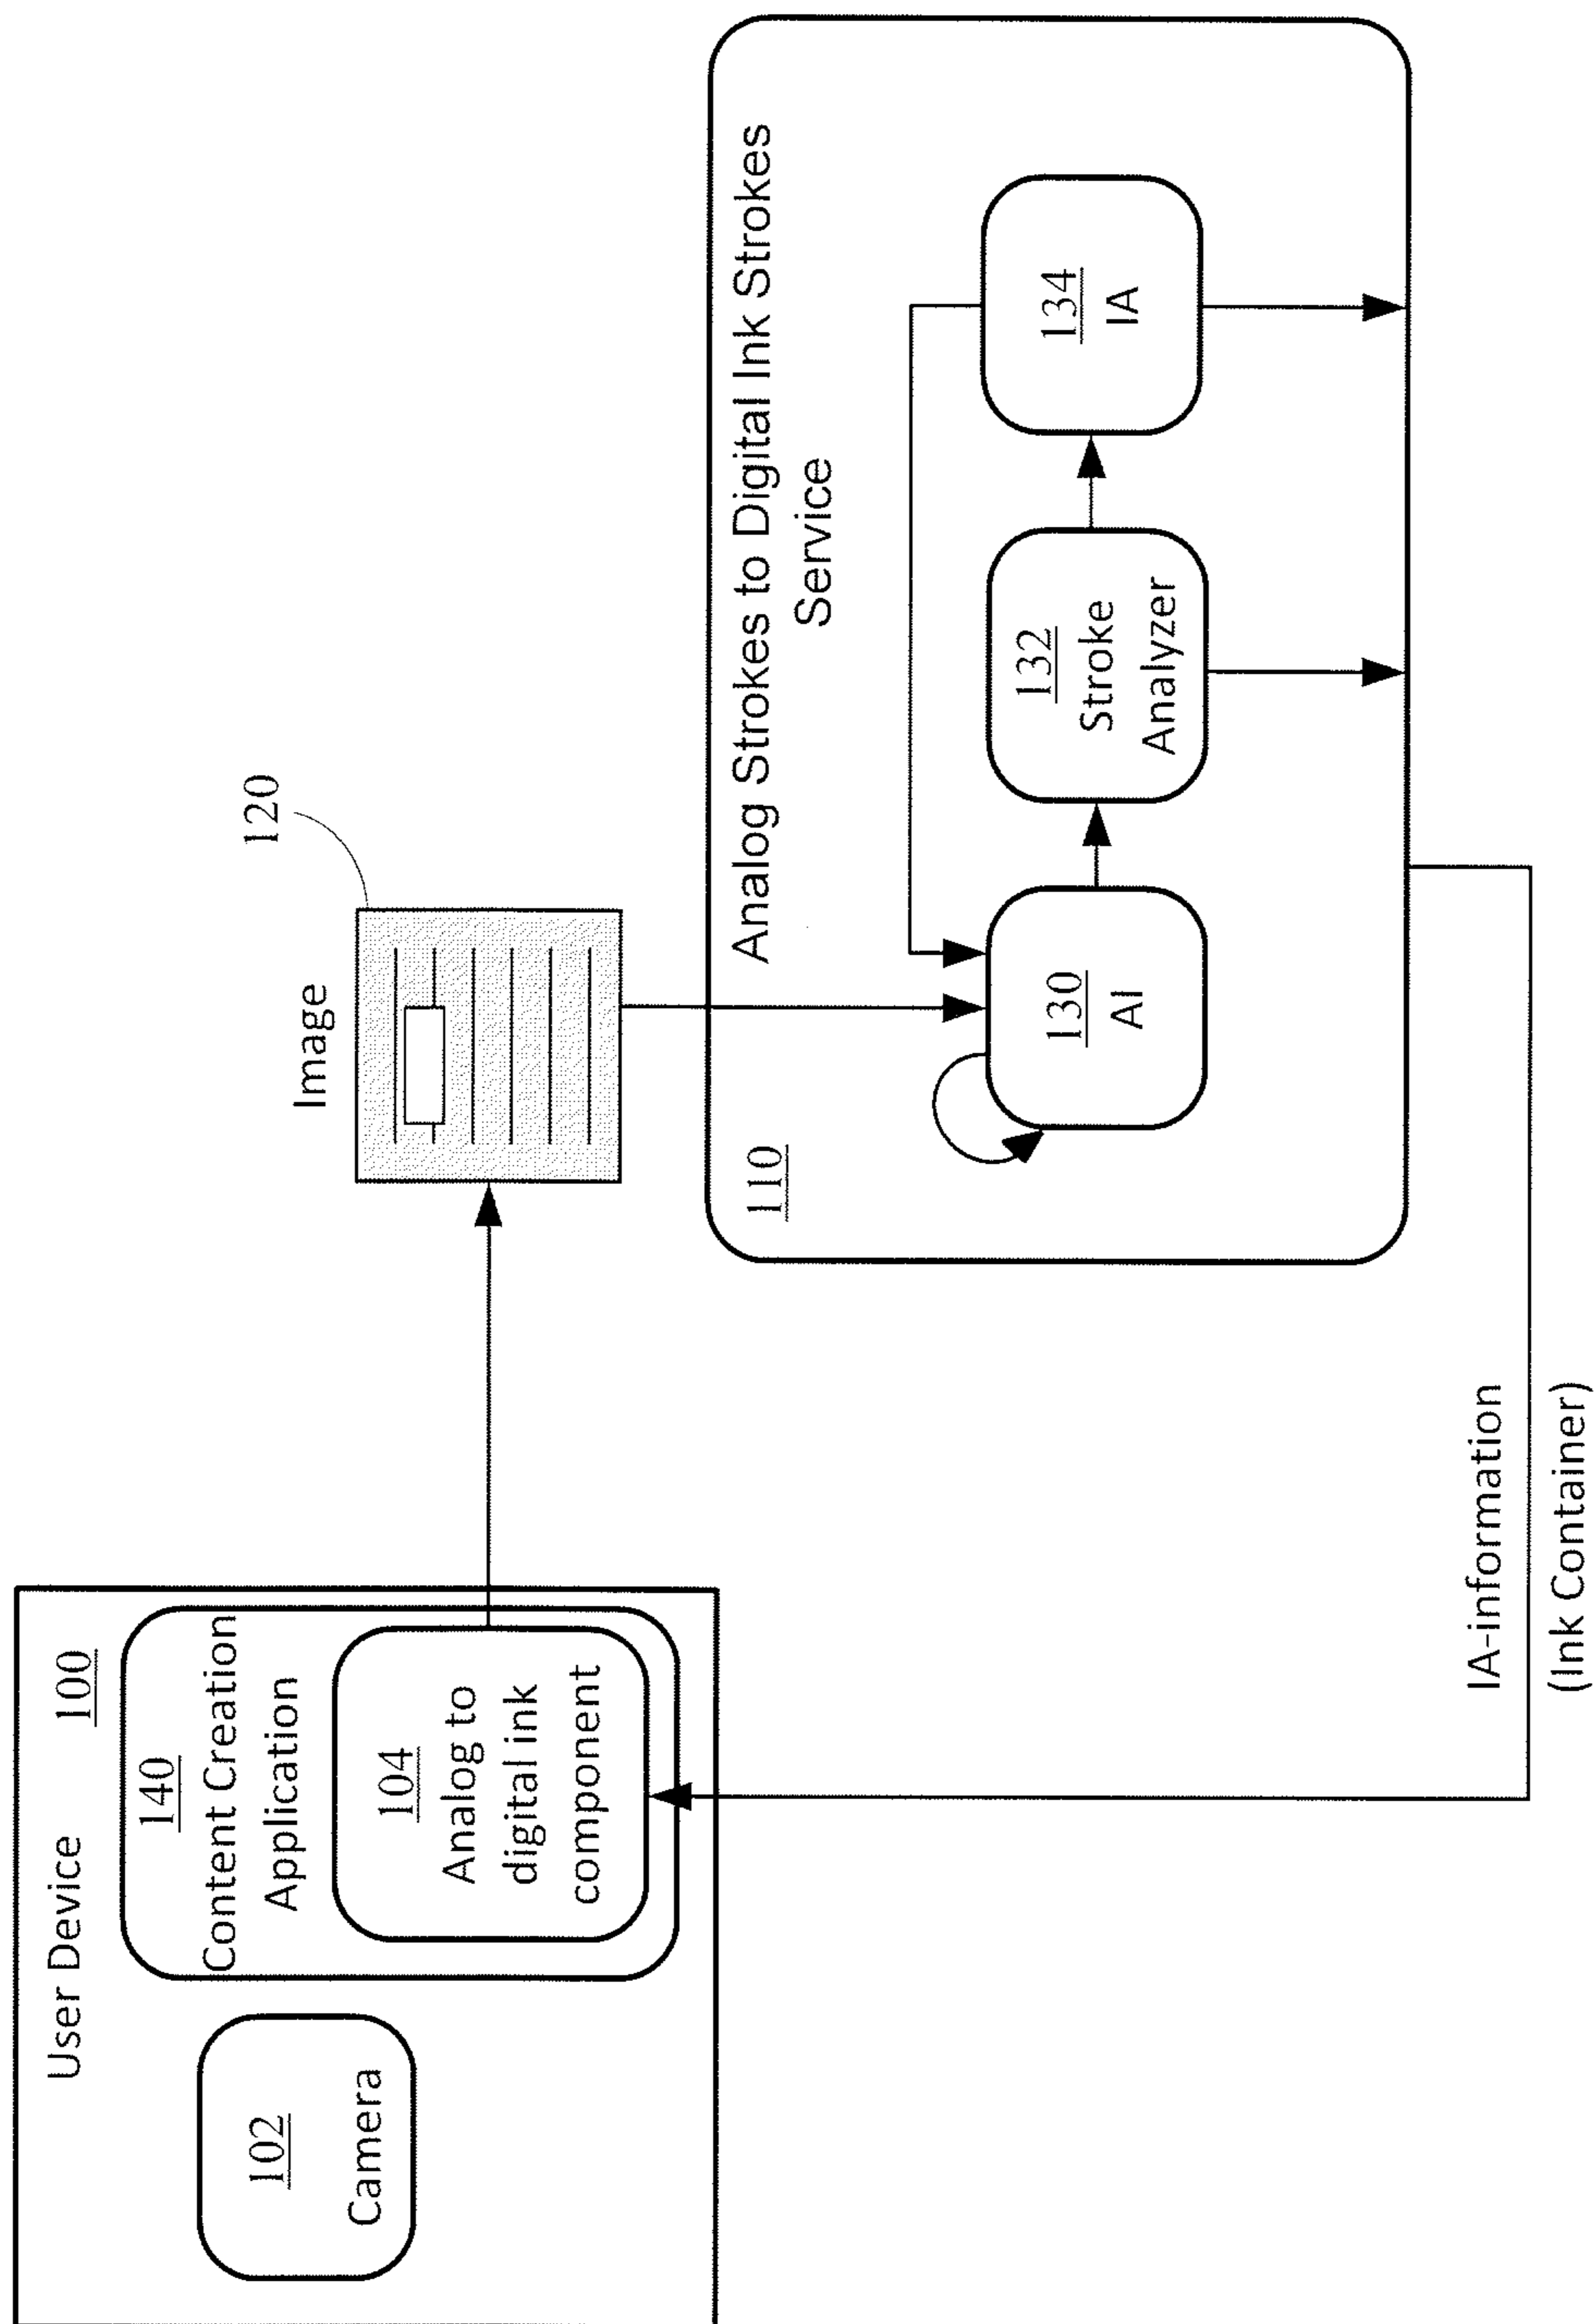 User Device
100
102
Camera
140
Content Creation
Application
104
Analog to
digital ink
component
Image
120
110
Analog Strokes to Digital Ink Strokes
Service
130
AI
132
Stroke
Analyzer
134
IA
IA-information
(Ink Container)